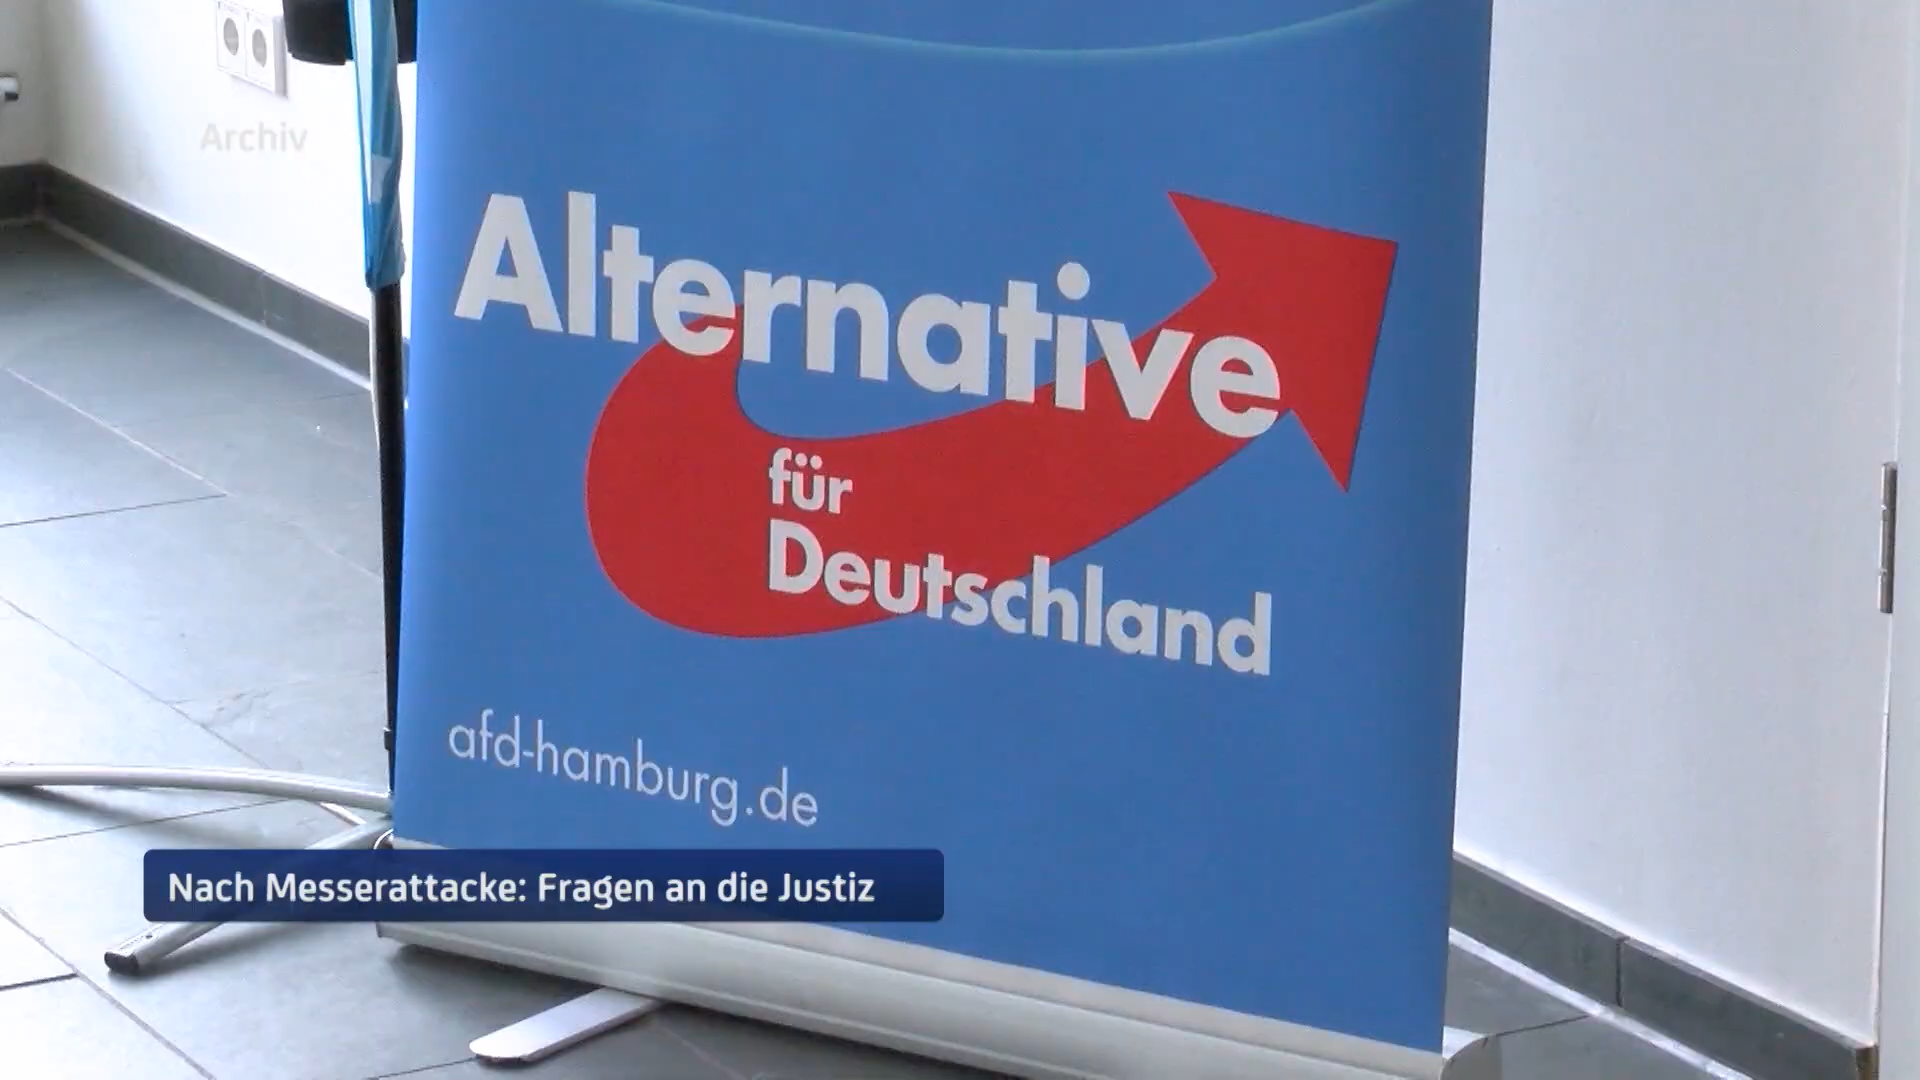 Archiv
Alternative
für
Deutschland
afd-hamburg.de
Nach Messerattacke: Fragen an die Justiz